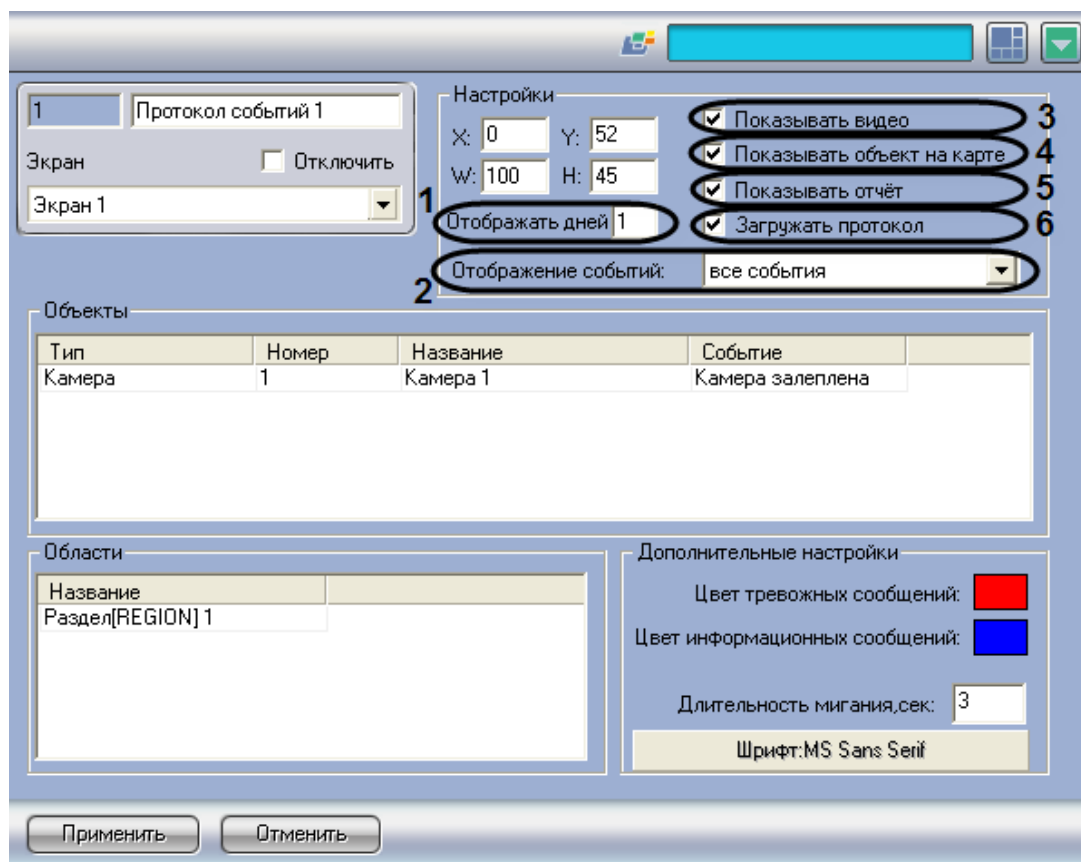 1 Протокол событий 1
Экран Отключить
Экран 1
Настройки
X: 0 Y: 52
W: 100 H: 45
1 Отображать дней 1
Показывать видео 3
Показывать объект на карте 4
Показывать отчёт 5
Загружать протокол 6
2 Отображение событий: все события
Объекты
Тип Номер Название Событие
Камера 1 Камера 1 Камера залеплена
Области
Название
Раздел[REGION] 1
Дополнительные настройки
Цвет тревожных сообщений:
Цвет информационных сообщений:
Длительность мигания,сек: 3
Шрифт:MS Sans Serif
Применить Отменить